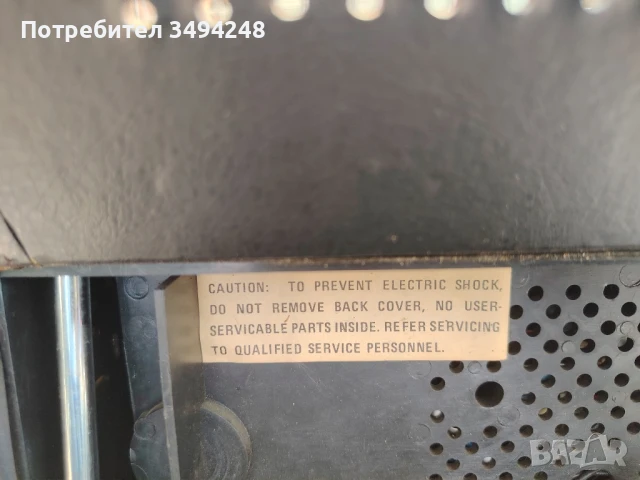 Потребител 3494248
CAUTION: TO PREVENT ELECTRIC SHOCK,
DO NOT REMOVE BACK COVER, NO USER-
SERVICABLE PARTS INSIDE. REFER SERVICING
TO QUALIFIED SERVICE PERSONNEL.
BAZAR